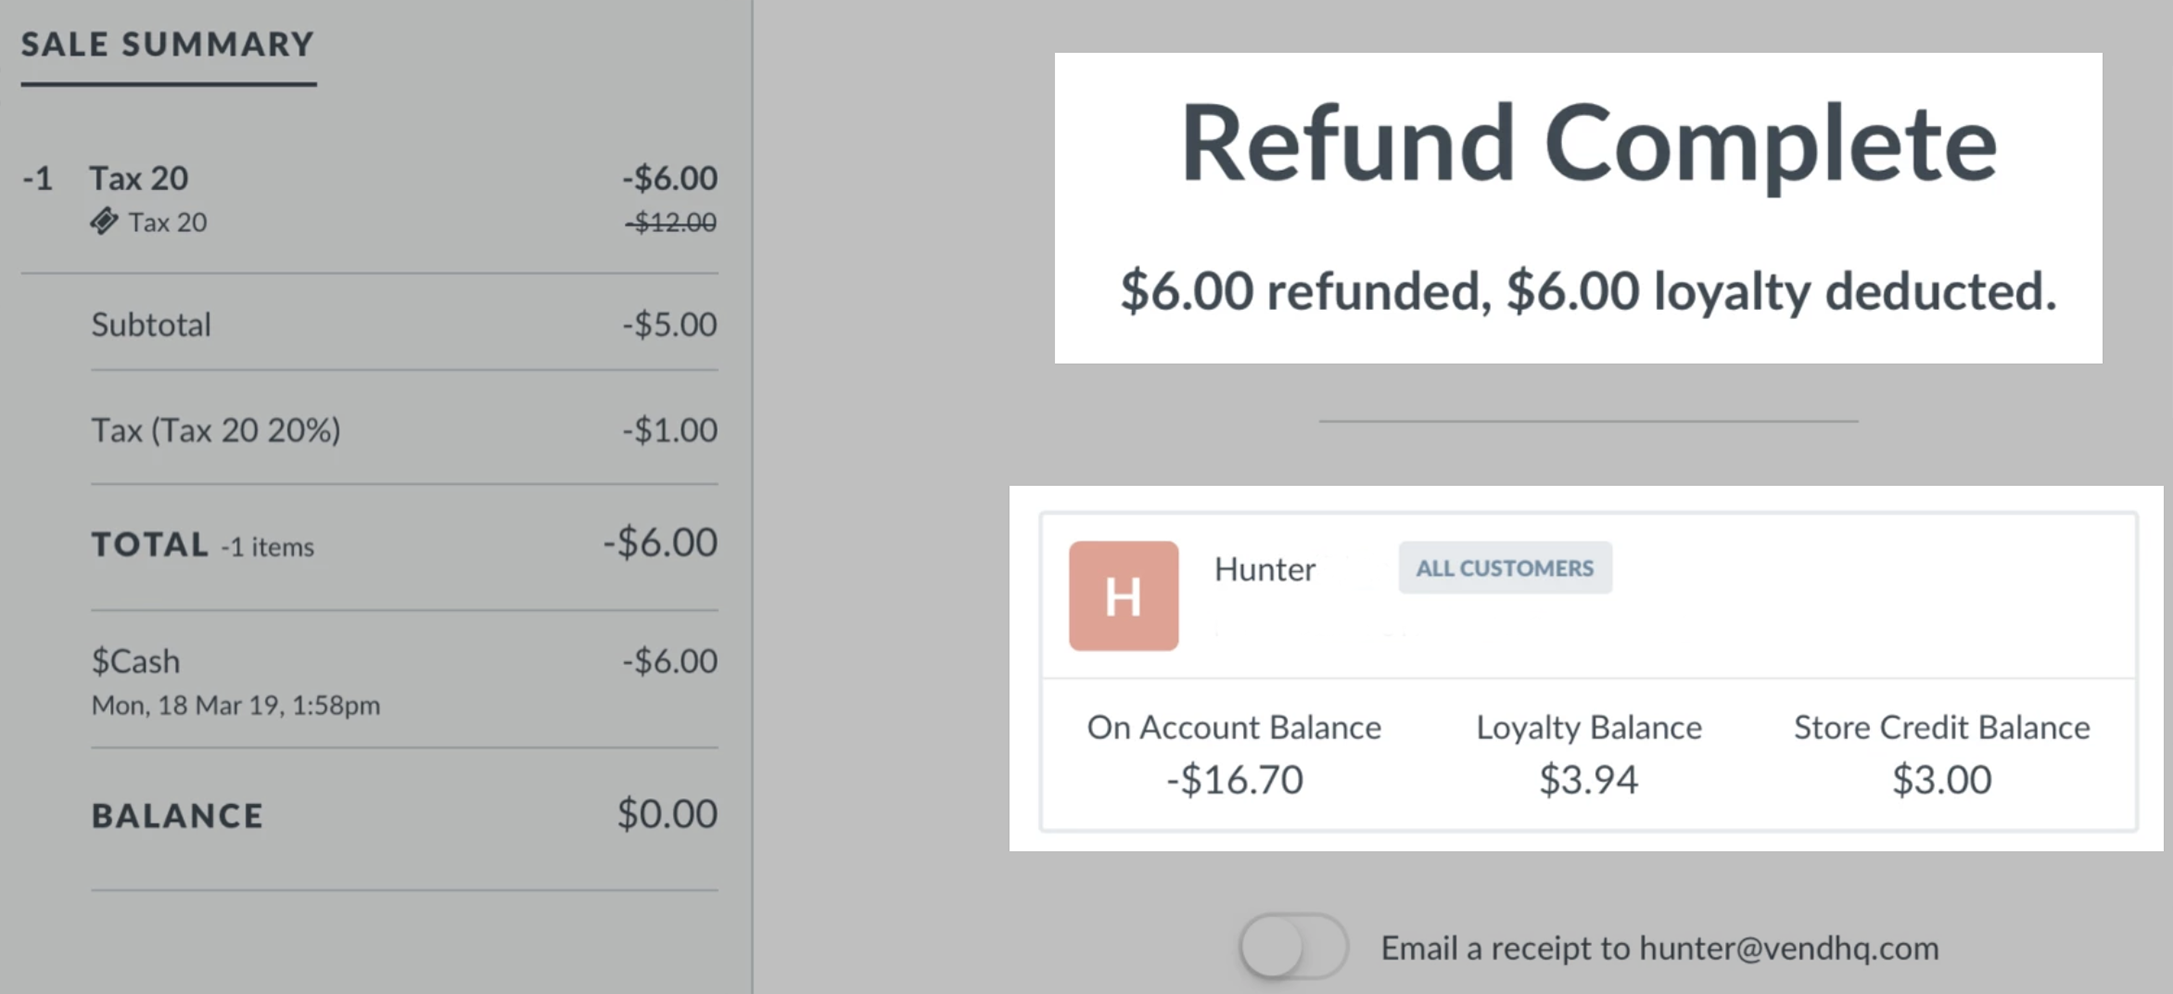 SALE SUMMARY
-1 Tax 20 -$6.00
Tax 20 -$12.00
Subtotal -$5.00
Tax (Tax 20 20%) -$1.00
TOTAL -1 items -$6.00
$Cash -$6.00
Mon, 18 Mar 19, 1:58pm
BALANCE $0.00
Refund Complete
$6.00 refunded, $6.00 loyalty deducted.
H
Hunter ALL CUSTOMERS
On Account Balance Loyalty Balance Store Credit Balance
-$16.70 $3.94 $3.00
Email a receipt to hunter@vendhq.com